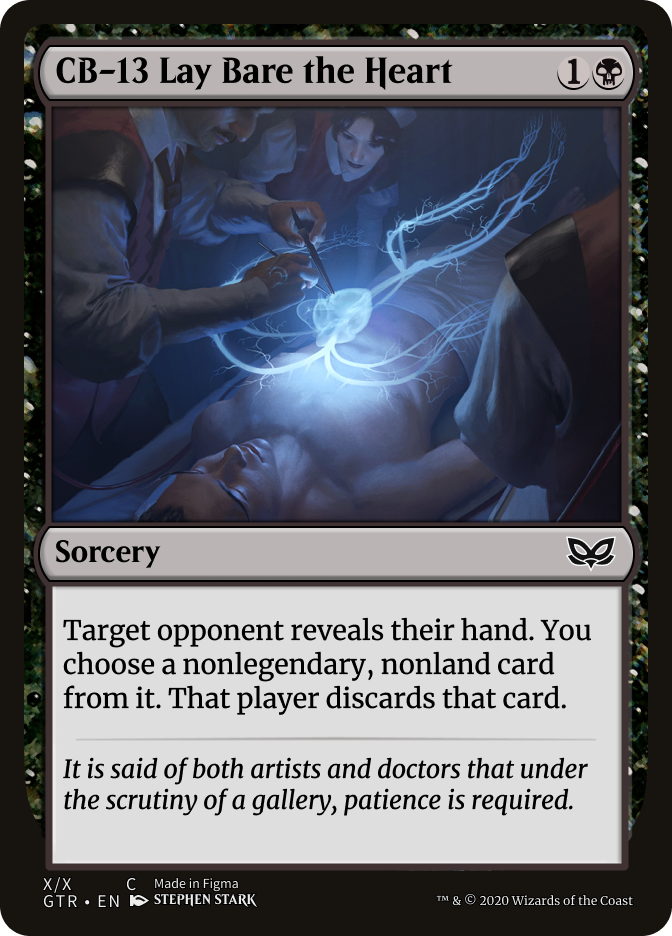 CB-13 Lay Bare the Heart 1
Sorcery
Target opponent reveals their hand. You
choose a nonlegendary, nonland card
from it. That player discards that card.
It is said of both artists and doctors that under
the scrutiny of a gallery, patience is required.
X/X C Made in Figma
GTR • EN STEPHEN STARK ™ & © 2020 Wizards of the Coast